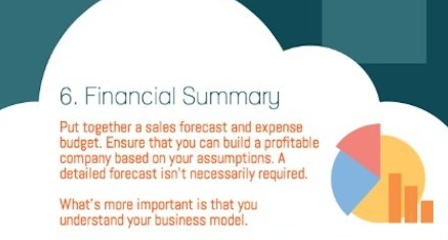 6. Financial Summary
Put together a sales forecast and expense
budget. Ensure that you can build a profitable
company based on your assumptions. A
detailed forecast isn't necessarily required.
What's more important is that you
understand your business model.